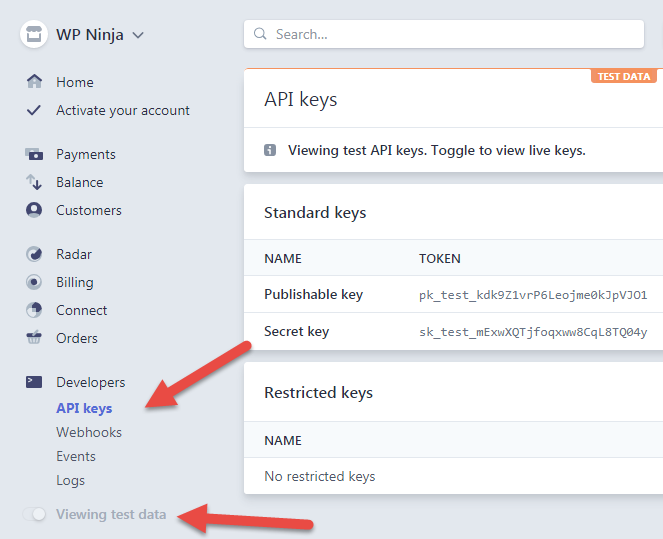 WP Ninja
Search...
Home
Activate your account
Payments
Balance
Customers
Radar
Billing
Connect
Orders
Developers
API keys
Webhooks
Events
Logs
Viewing test data
TEST DATA
API keys
Viewing test API keys. Toggle to view live keys.
Standard keys
NAME TOKEN
Publishable key pk_test_kdk9Z1vrP6Leojme0kJpVJO1
Secret key sk_test_mExwXQTjfoqxww8CqL8TQ04y
Restricted keys
NAME
No restricted keys